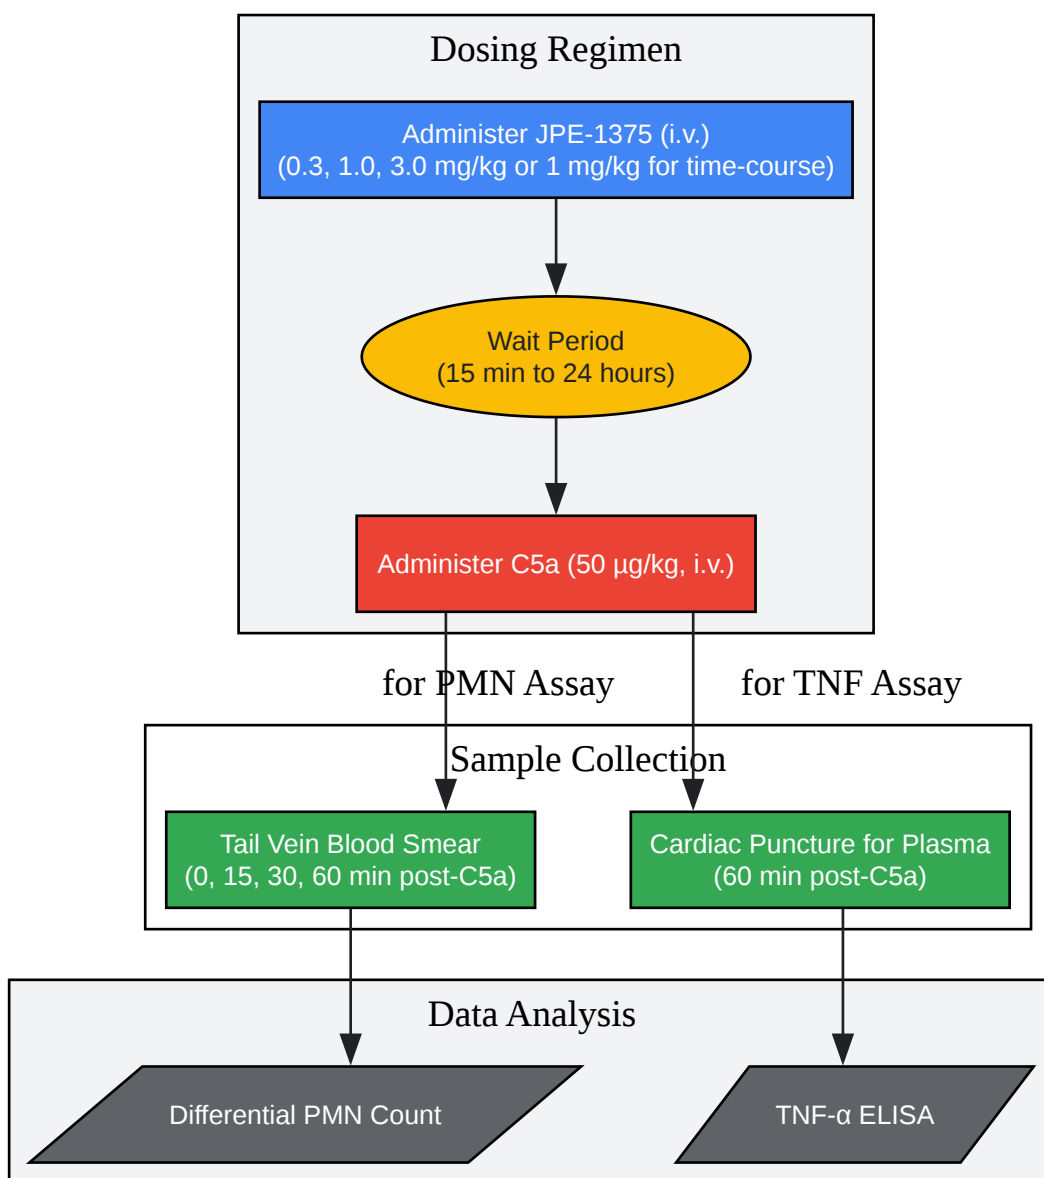 Dosing Regimen
Administer JPE-1375 (i.v.)
(0.3, 1.0, 3.0 mg/kg or 1 mg/kg for time-course)
Wait Period
(15 min to 24 hours)
Administer C5a (50 µg/kg, i.v.)
for PMN Assay
for TNF Assay
Sample Collection
Tail Vein Blood Smear
(0, 15, 30, 60 min post-C5a)
Cardiac Puncture for Plasma
(60 min post-C5a)
Data Analysis
Differential PMN Count
TNF-α ELISA